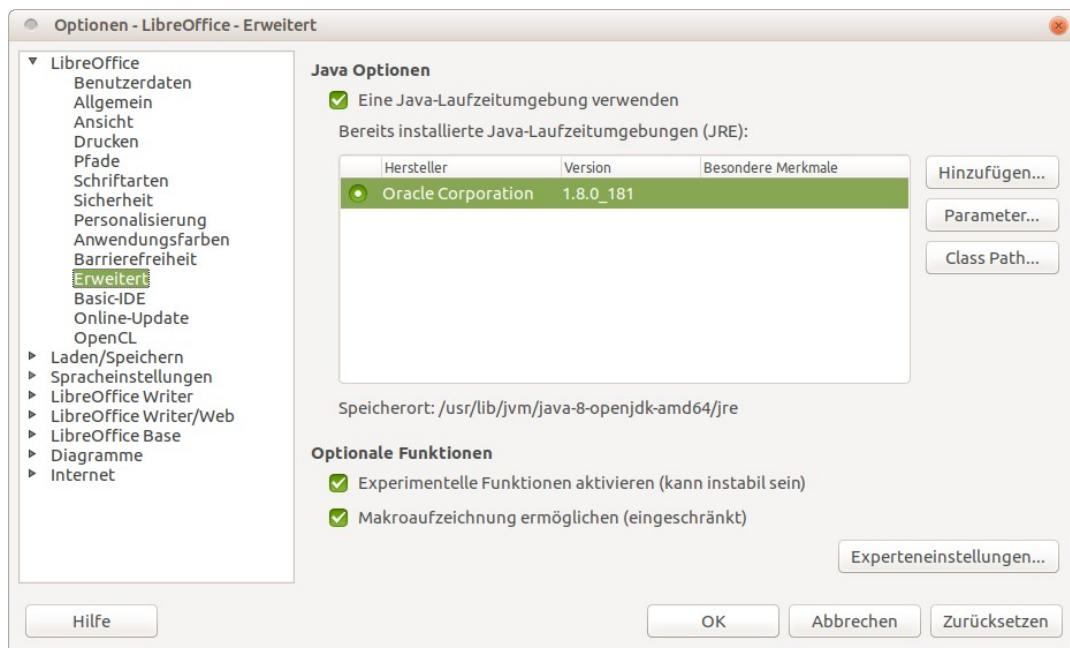 Optionen - LibreOffice - Erweitert
LibreOffice
Benutzerdaten
Allgemein
Ansicht
Drucken
Pfade
Schriftarten
Sicherheit
Personalisierung
Anwendungsfarben
Barrierefreiheit
Erweitert
Basic-IDE
Online-Update
OpenCL
Laden/Speichern
Spracheinstellungen
LibreOffice Writer
LibreOffice Writer/Web
LibreOffice Base
Diagramme
Internet
Java Optionen
Eine Java-Laufzeitumgebung verwenden
Bereits installierte Java-Laufzeitumgebungen (JRE):
Hersteller Version Besondere Merkmale
Oracle Corporation 1.8.0_181
Hinzufügen...
Parameter...
Class Path...
Speicherort: /usr/lib/jvm/java-8-openjdk-amd64/jre
Optionale Funktionen
Experimentelle Funktionen aktivieren (kann instabil sein)
Makroaufzeichnung ermöglichen (eingeschränkt)
Experteneinstellungen...
Hilfe OK Abbrechen Zurücksetzen